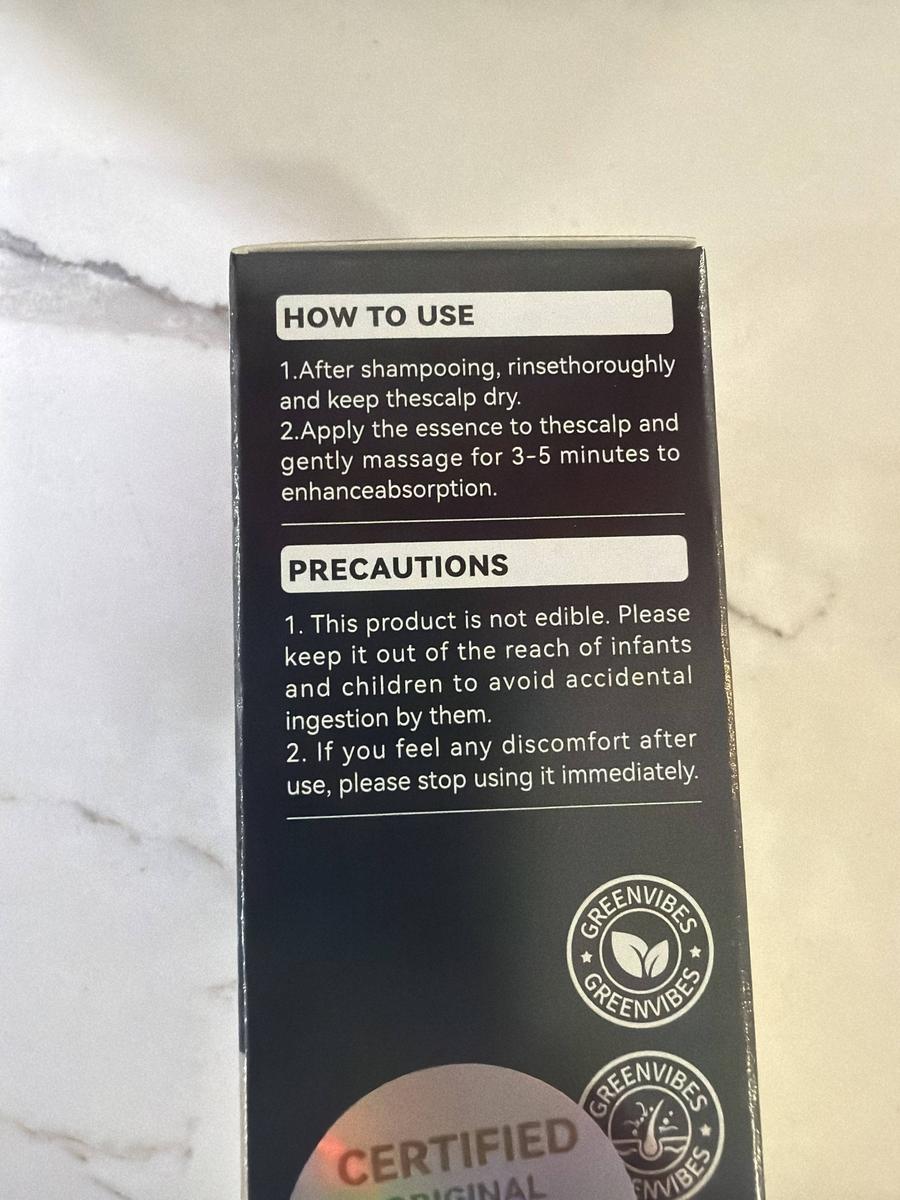 HOW TO USE
1.After shampooing, rinsethoroughly
and keep thescalp dry.
2.Apply the essence to thescalp and
gently massage for 3-5 minutes to
enhanceabsorption.
PRECAUTIONS
1. This product is not edible. Please
keep it out of the reach of infants
and children to avoid accidental
ingestion by them.
2. If you feel any discomfort after
use, please stop using it immediately.
GREENVIBES
GREENVIBES
GREENVIBES
CERTIFIED
ORIGINAL